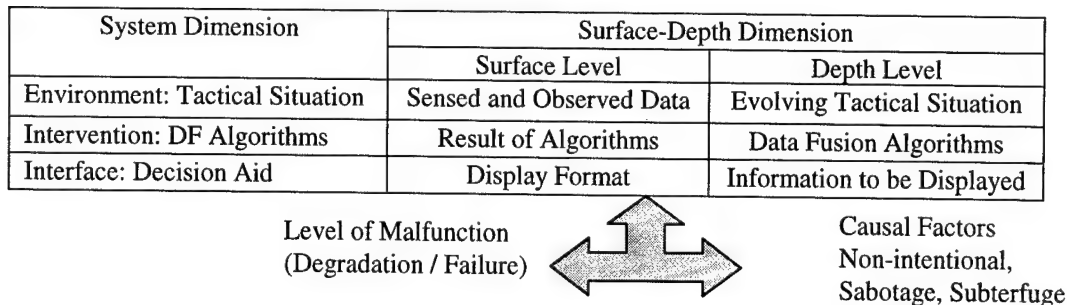 System Dimension
Surface-Depth Dimension
Surface Level
Depth Level
Environment: Tactical Situation
Sensed and Observed Data
Evolving Tactical Situation
Intervention: DF Algorithms
Result of Algorithms
Data Fusion Algorithms
Interface: Decision Aid
Display Format
Information to be Displayed
Level of Malfunction
(Degradation / Failure)
Causal Factors
Non-intentional,
Sabotage, Subterfuge